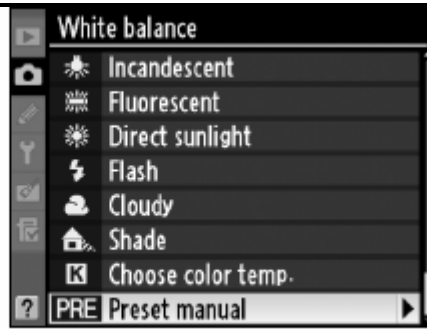 White balance
Incandescent
Fluorescent
Direct sunlight
Flash
Cloudy
Shade
K Choose color temp.
? PRE Preset manual